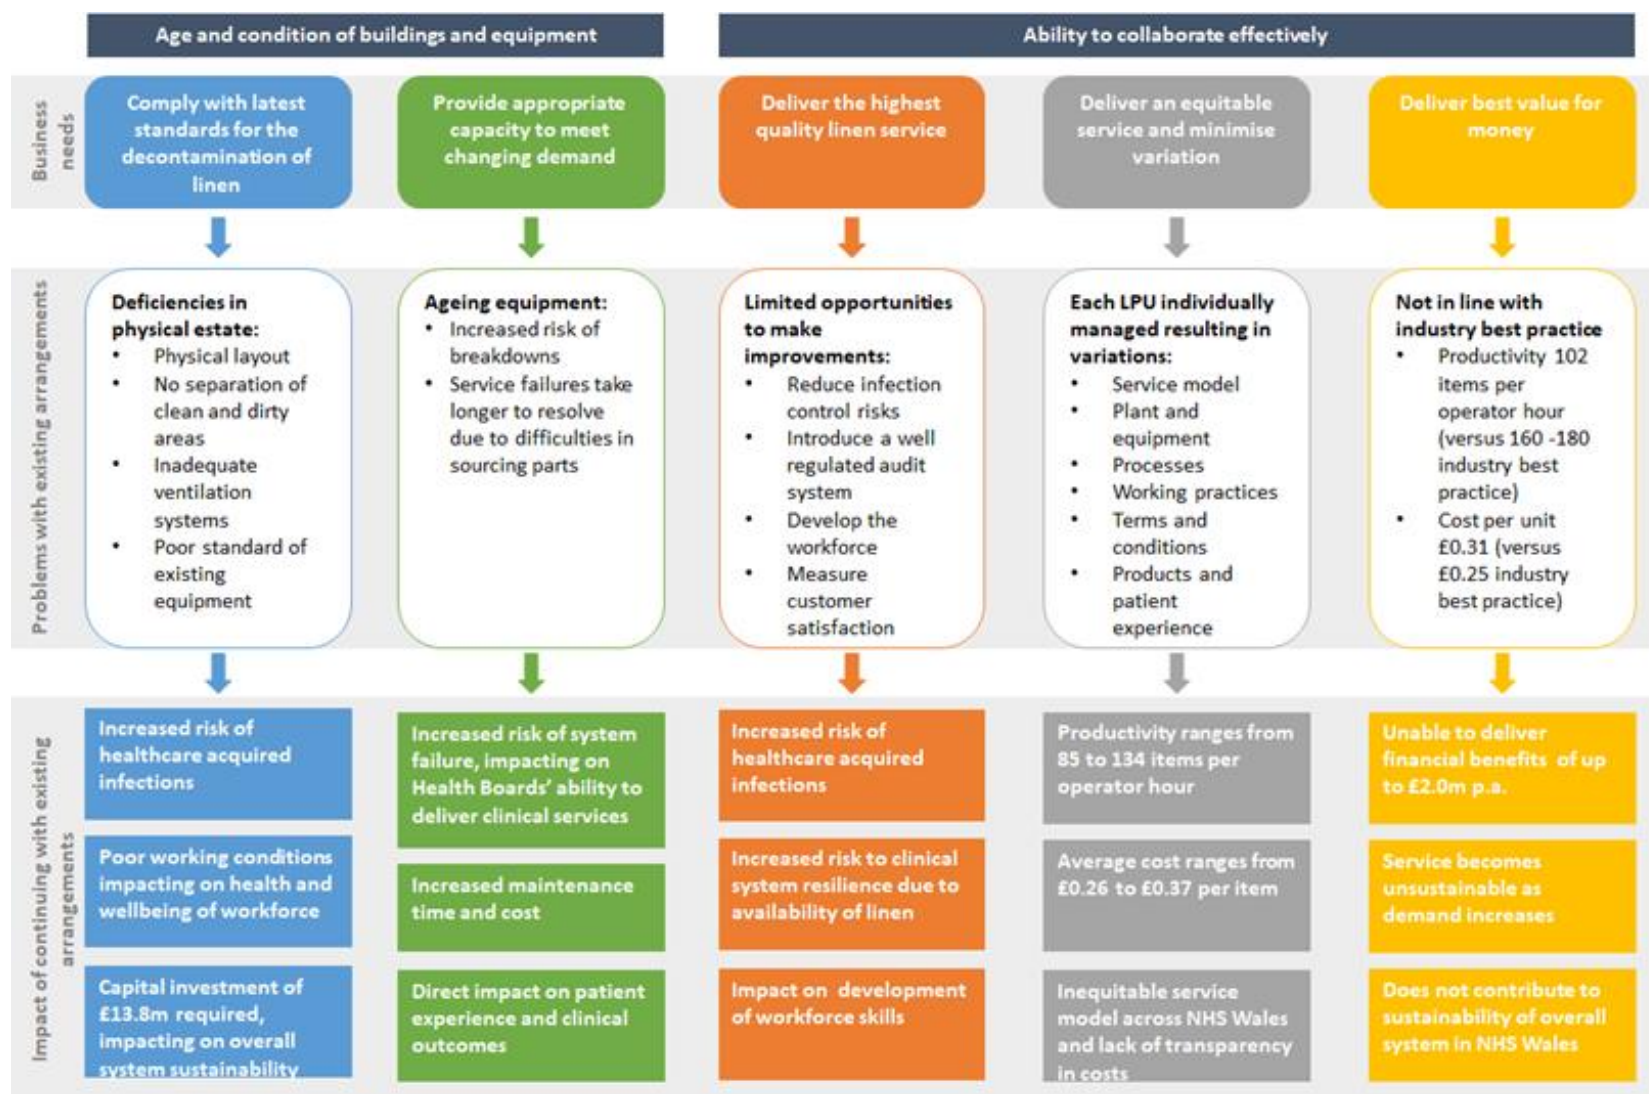 Age and condition of buildings and equipment
Ability to collaborate effectively
Business
needs
Comply with latest
standards for the
decontamination of
linen
Provide appropriate
capacity to meet
changing demand
Deliver the highest
quality linen service
Deliver an equitable
service and minimise
variation
Deliver best value for
money
Problems with existing arrangements
Deficiencies in
physical estate:
• Physical layout
• No separation of
clean and dirty
areas
• Inadequate
ventilation
systems
• Poor standard of
existing
equipment
Ageing equipment:
• Increased risk of
breakdowns
• Service failures take
longer to resolve
due to difficulties in
sourcing parts
Limited opportunities
to make
improvements:
• Reduce infection
control risks
• Introduce a well
regulated audit
system
• Develop the
workforce
• Measure
customer
satisfaction
Each LPU individually
managed resulting in
variations:
• Service model
• Plant and
equipment
• Processes
• Working practices
• Terms and
conditions
• Products and
patient
experience
Not in line with
industry best practice
• Productivity 102
items per
operator hour
(versus 160 -180
industry best
practice)
• Cost per unit
£0.31 (versus
£0.25 industry
best practice)
Impact of continuing with existing
arrangements
Increased risk of
healthcare acquired
infections
Poor working conditions
impacting on health and
wellbeing of workforce
Capital investment of
£13.8m required,
impacting on overall
system sustainability
Increased risk of system
failure, impacting on
Health Boards' ability to
deliver clinical services
Increased maintenance
time and cost
Direct impact on patient
experience and clinical
outcomes
Increased risk of
healthcare acquired
infections
Increased risk to clinical
system resilience due to
availability of linen
Impact on development
of workforce skills
Productivity ranges from
85 to 134 items per
operator hour
Average cost ranges from
£0.26 to £0.37 per item
Inequitable service
model across NHS Wales
and lack of transparency
in costs
Unable to deliver
financial benefits of up
to £2.0m p.a.
Service becomes
unsustainable as
demand increases
Does not contribute to
sustainability of overall
system in NHS Wales